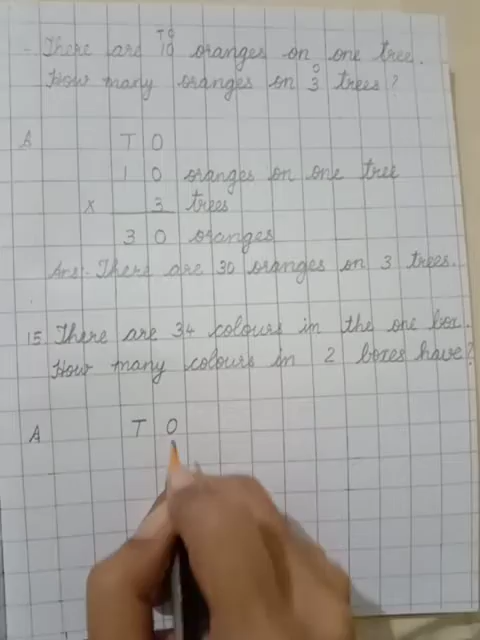 There are 10 oranges on one tree.
How many oranges on 3 trees?
T O
1 0 oranges on one tree
x 3 trees
3 0 oranges
Ans:- There are 30 oranges on 3 trees.
15. There are 34 colours in the one box.
How many colours in 2 boxes have?
A T O